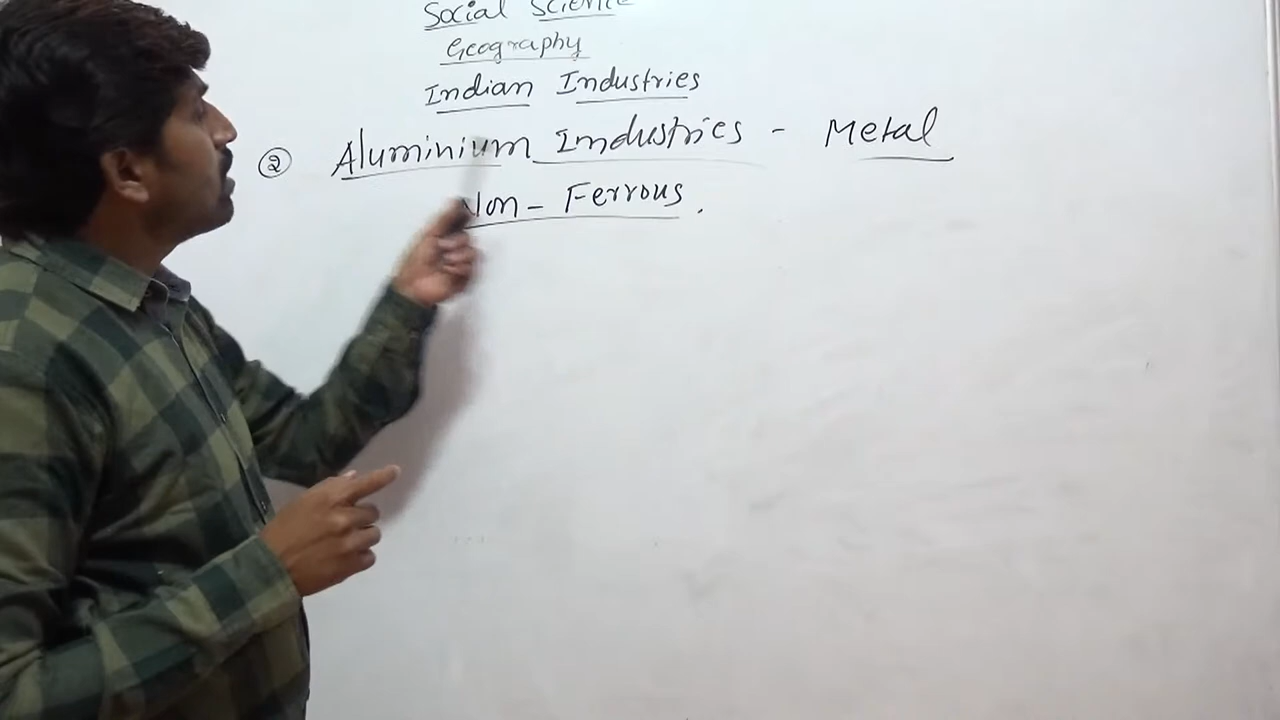 Social Science
Geography
Indian Industries
② Aluminium Industries - Metal
Non - Ferrous .